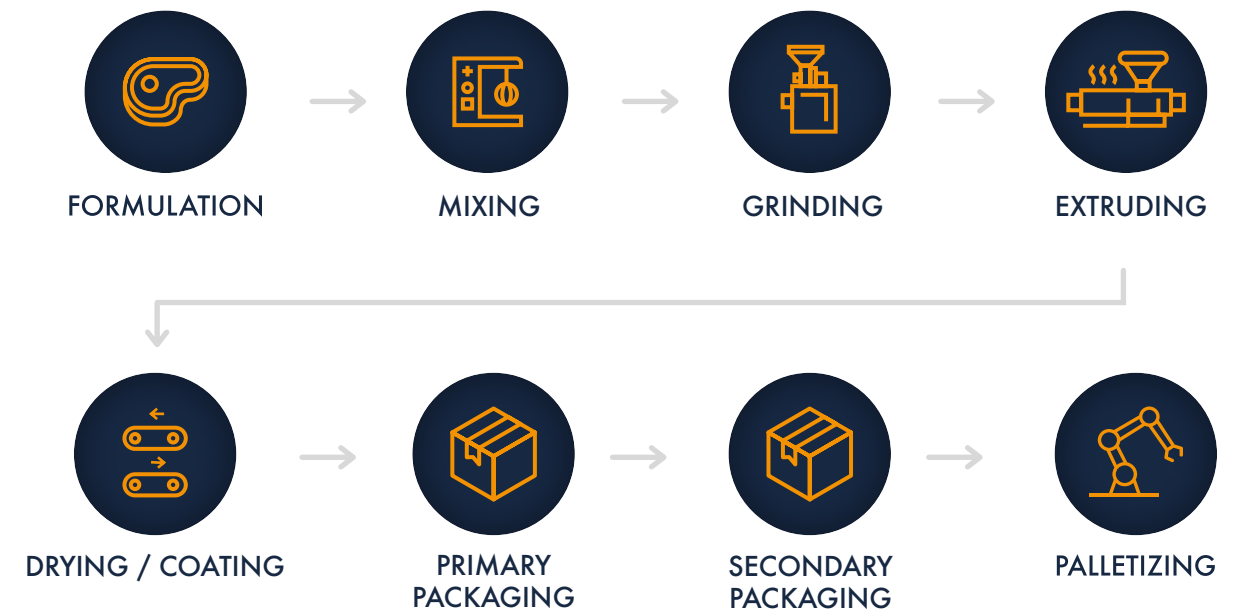 FORMULATION
MIXING
GRINDING
EXTRUDING
DRYING / COATING
PRIMARY
PACKAGING
SECONDARY
PACKAGING
PALLETIZING